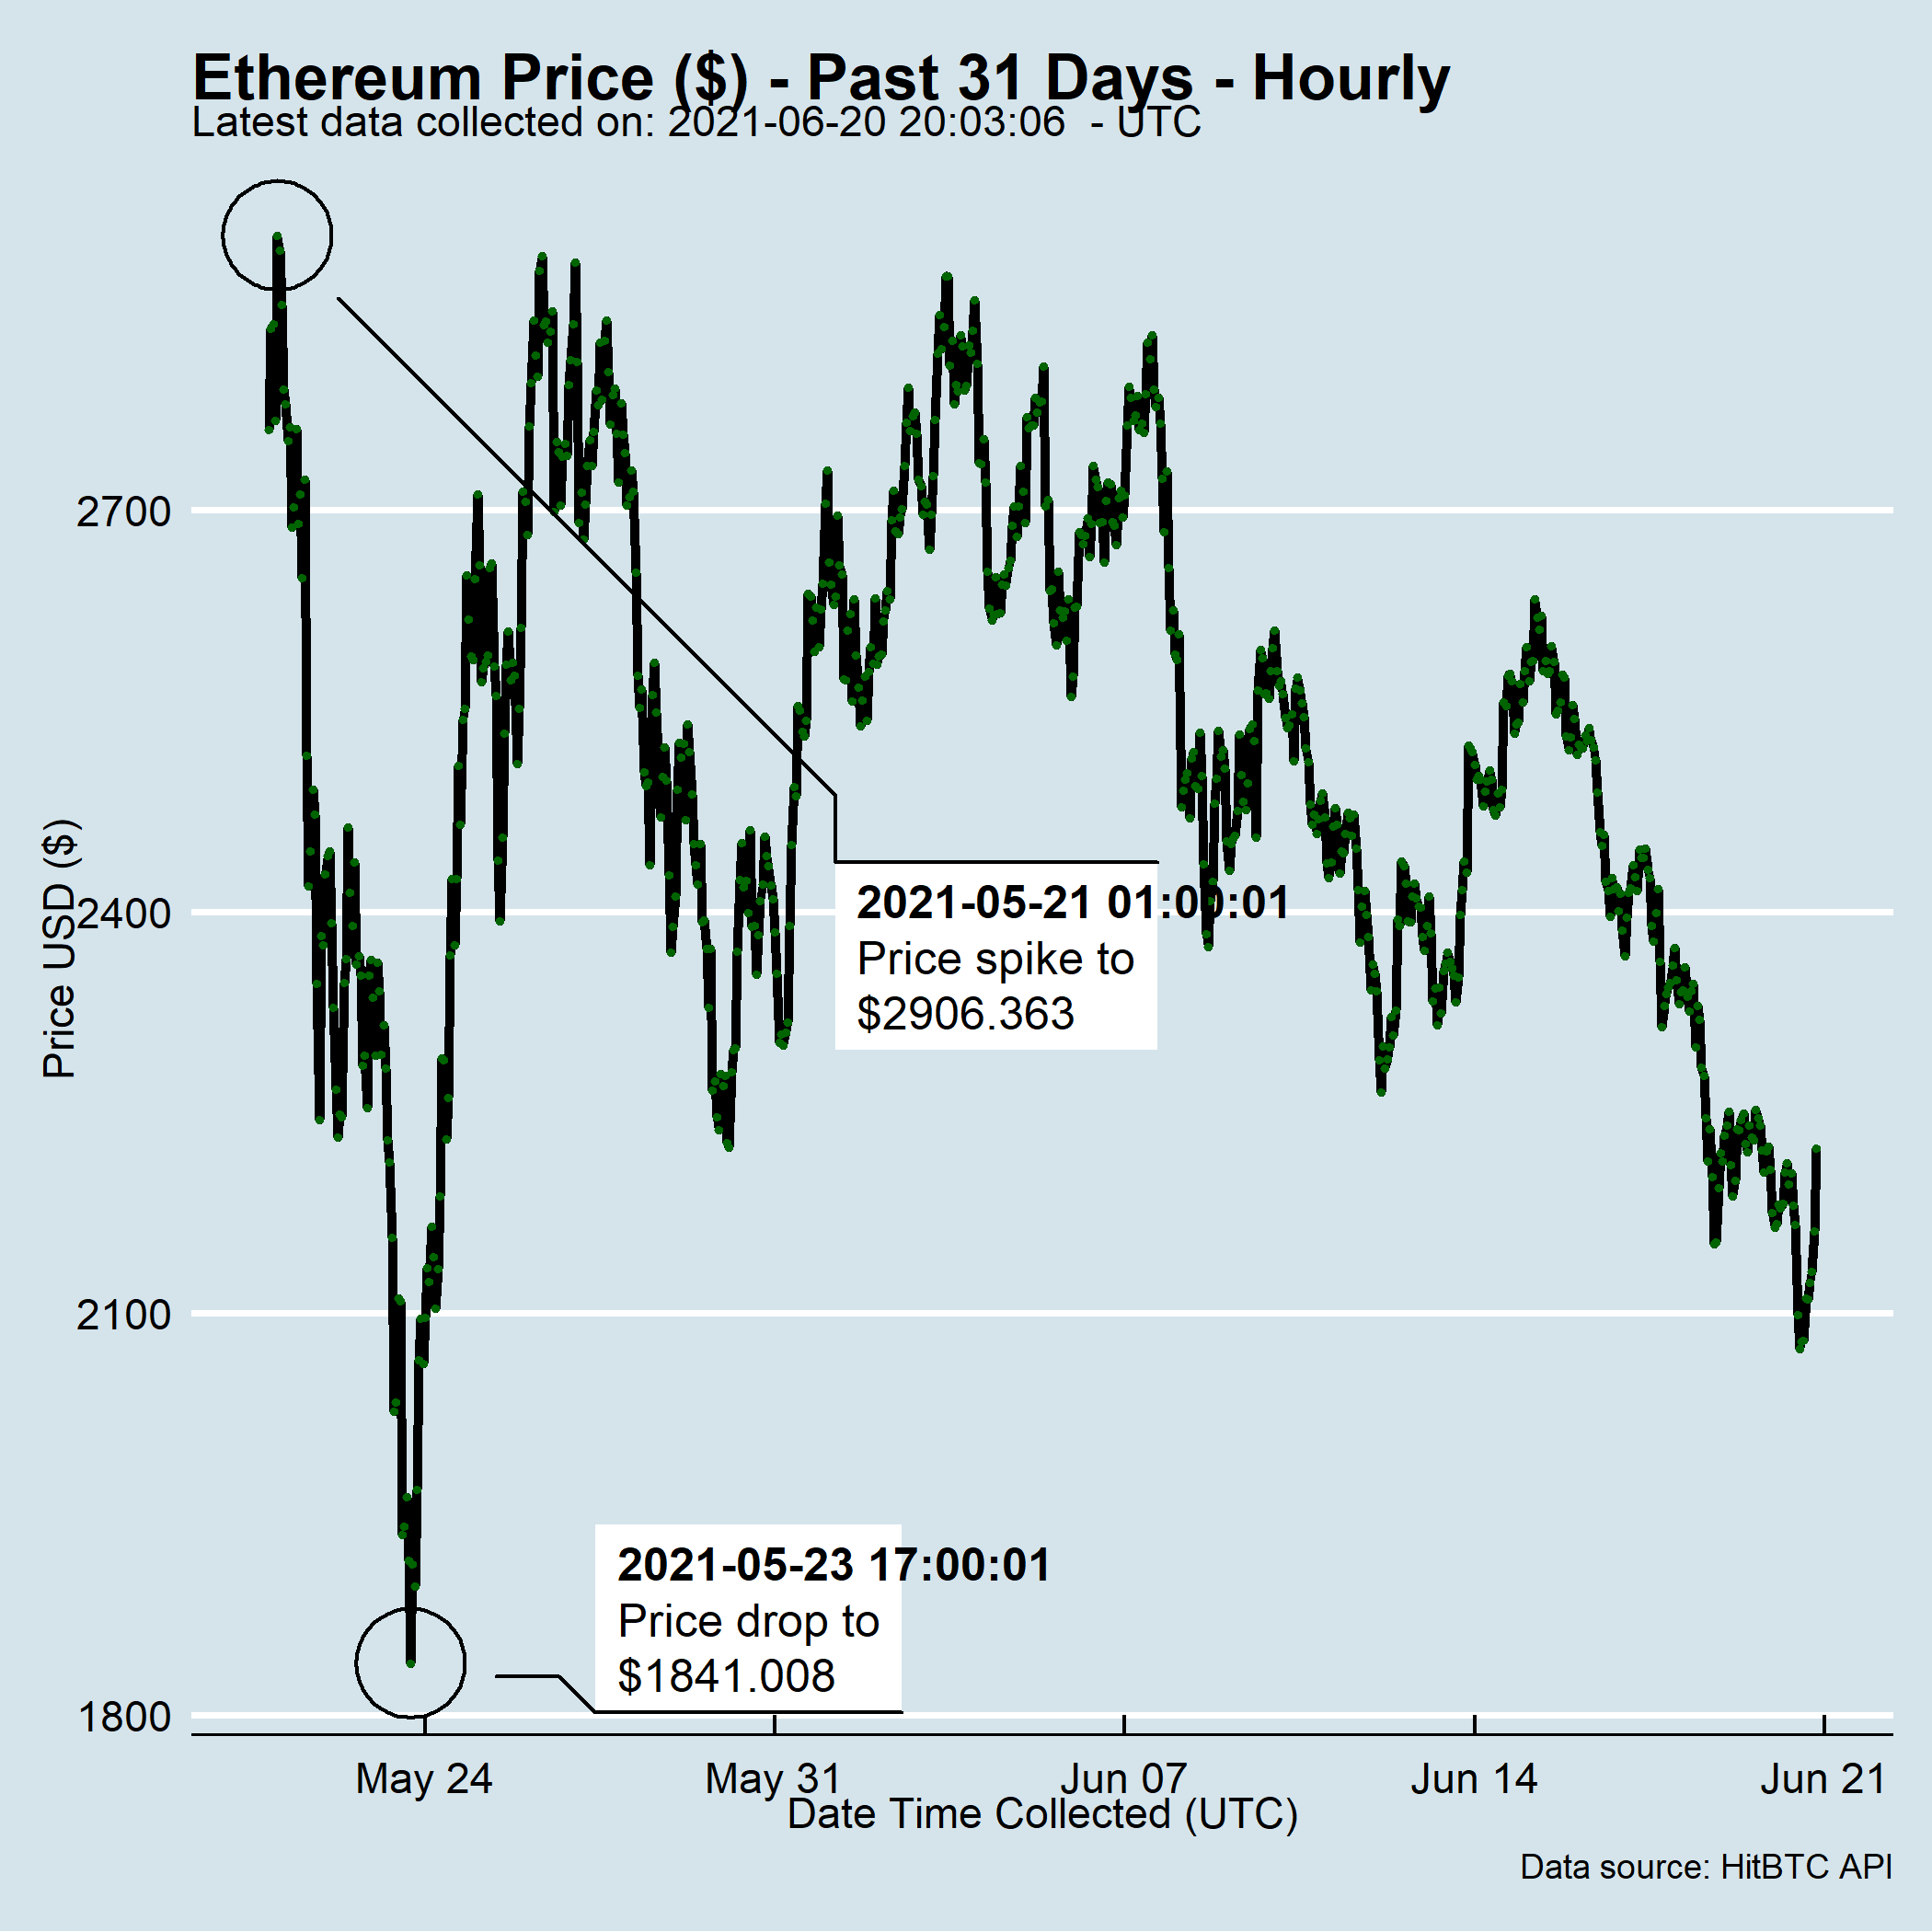 Ethereum Price ($) - Past 31 Days - Hourly
Latest data collected on: 2021-06-20 20:03:06  - UTC
Price USD ($)
2700
2400
2100
1800
2021-05-21 01:00:01
Price spike to
$2906.363
2021-05-23 17:00:01
Price drop to
$1841.008
May 24
May 31
Jun 07
Jun 14
Jun 21
Date Time Collected (UTC)
Data source: HitBTC API